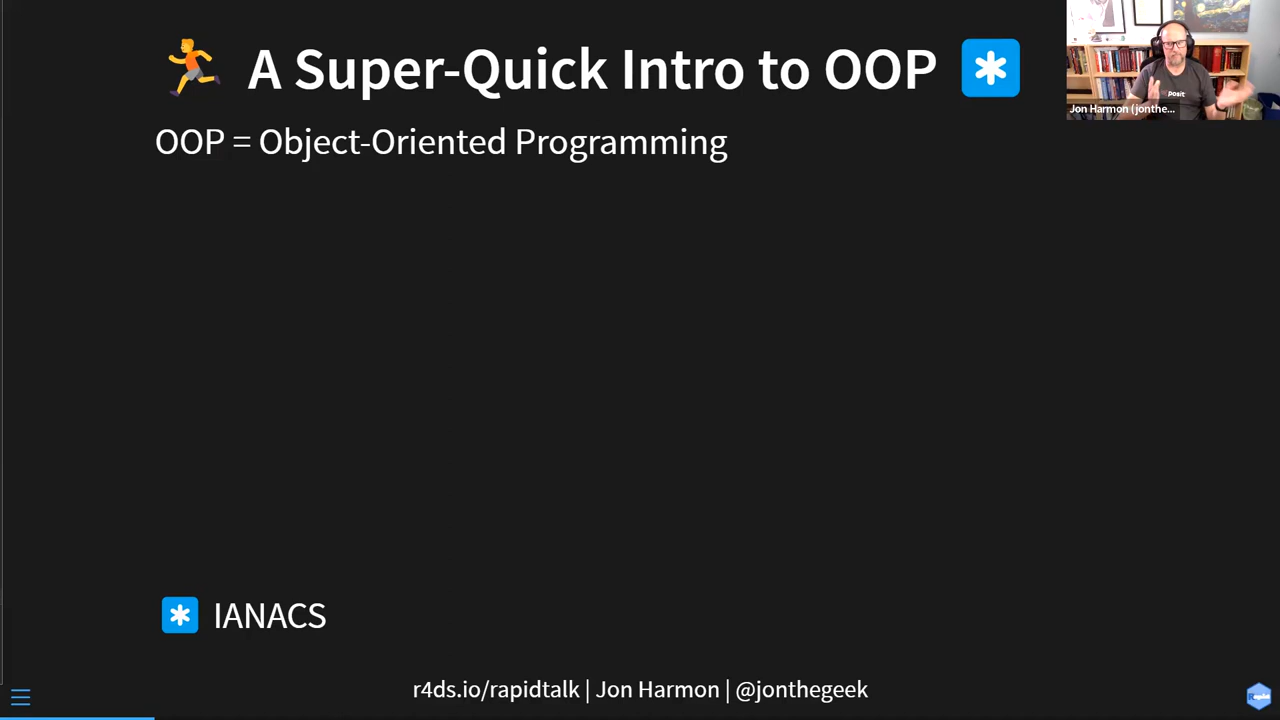 🏃 A Super-Quick Intro to OOP *️⃣
OOP = Object-Oriented Programming
posit
Jon Harmon (jonthe...
*️⃣ IANACS
r4ds.io/rapidtalk | Jon Harmon | @jonthegeek